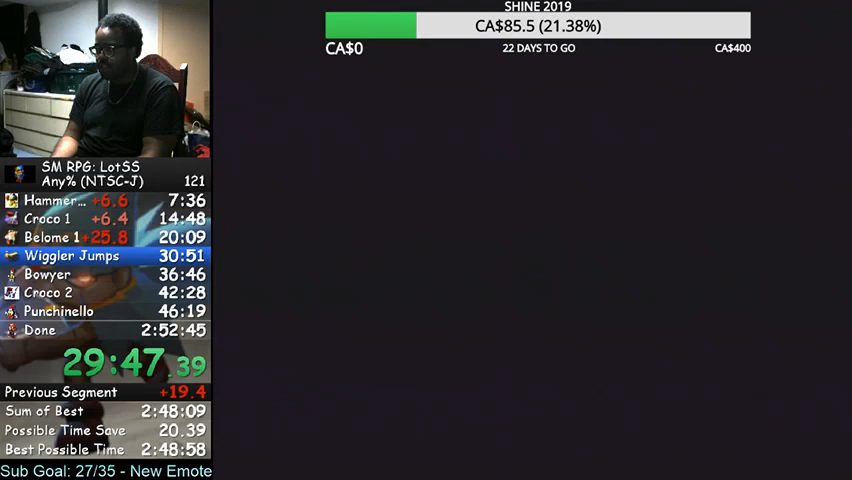 SHINE 2019
CA$85.5 (21.38%)
CA$0
22 DAYS TO GO
CA$400
SM RPG: LotSS
Any% (NTSC-J) 121
Hammer... +6.6 7:36
Croco 1 +6.4 14:48
Belome 1 +25.8 20:09
Wiggler Jumps 30:51
Bowyer 36:46
Croco 2 42:28
Punchinello 46:19
Done 2:52:45
29:47.39
Previous Segment +19.4
Sum of Best 2:48:09
Possible Time Save 20.39
Best Possible Time 2:48:58
Sub Goal: 27/35 - New Emote